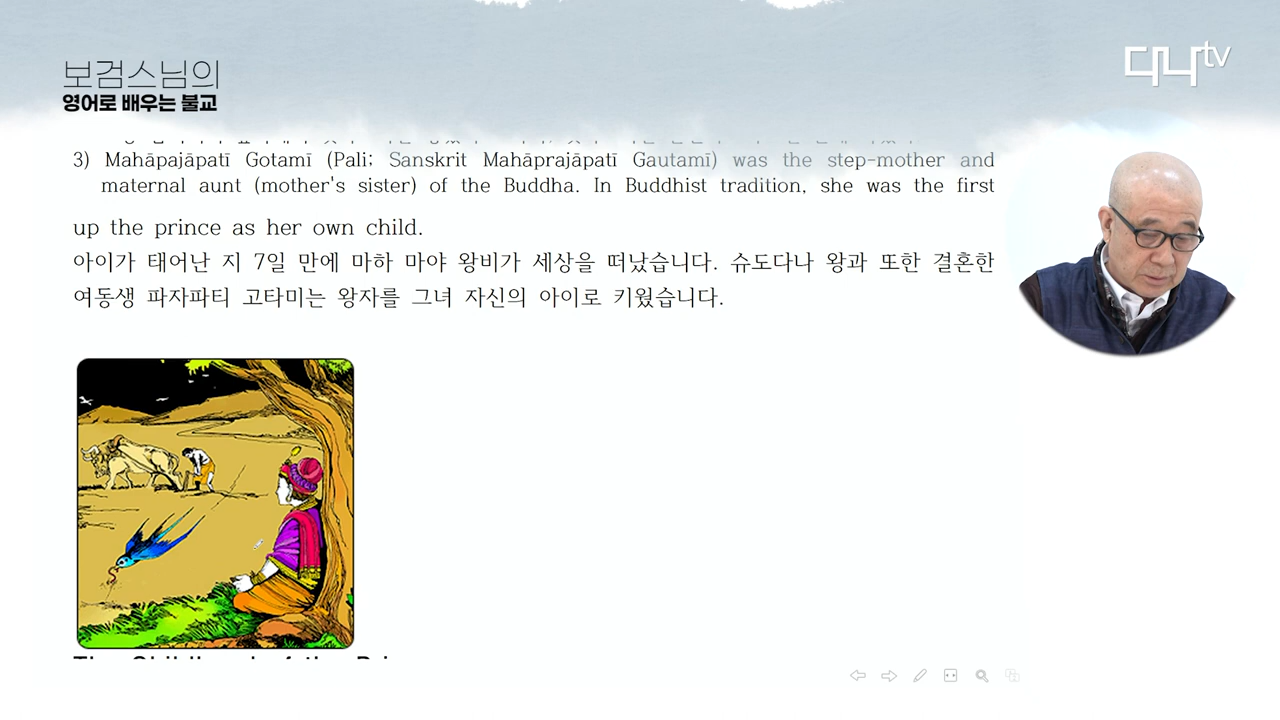 보검스님의
영어로 배우는 불교
다나tv
3) Mahāpajāpatī Gotamī (Pali; Sanskrit Mahāprajāpatī Gautamī) was the step-mother and
maternal aunt (mother's sister) of the Buddha. In Buddhist tradition, she was the first
up the prince as her own child.
아이가 태어난 지 7일 만에 마하 마야 왕비가 세상을 떠났습니다. 슈도다나 왕과 또한 결혼한
여동생 파자파티 고타미는 왕자를 그녀 자신의 아이로 키웠습니다.